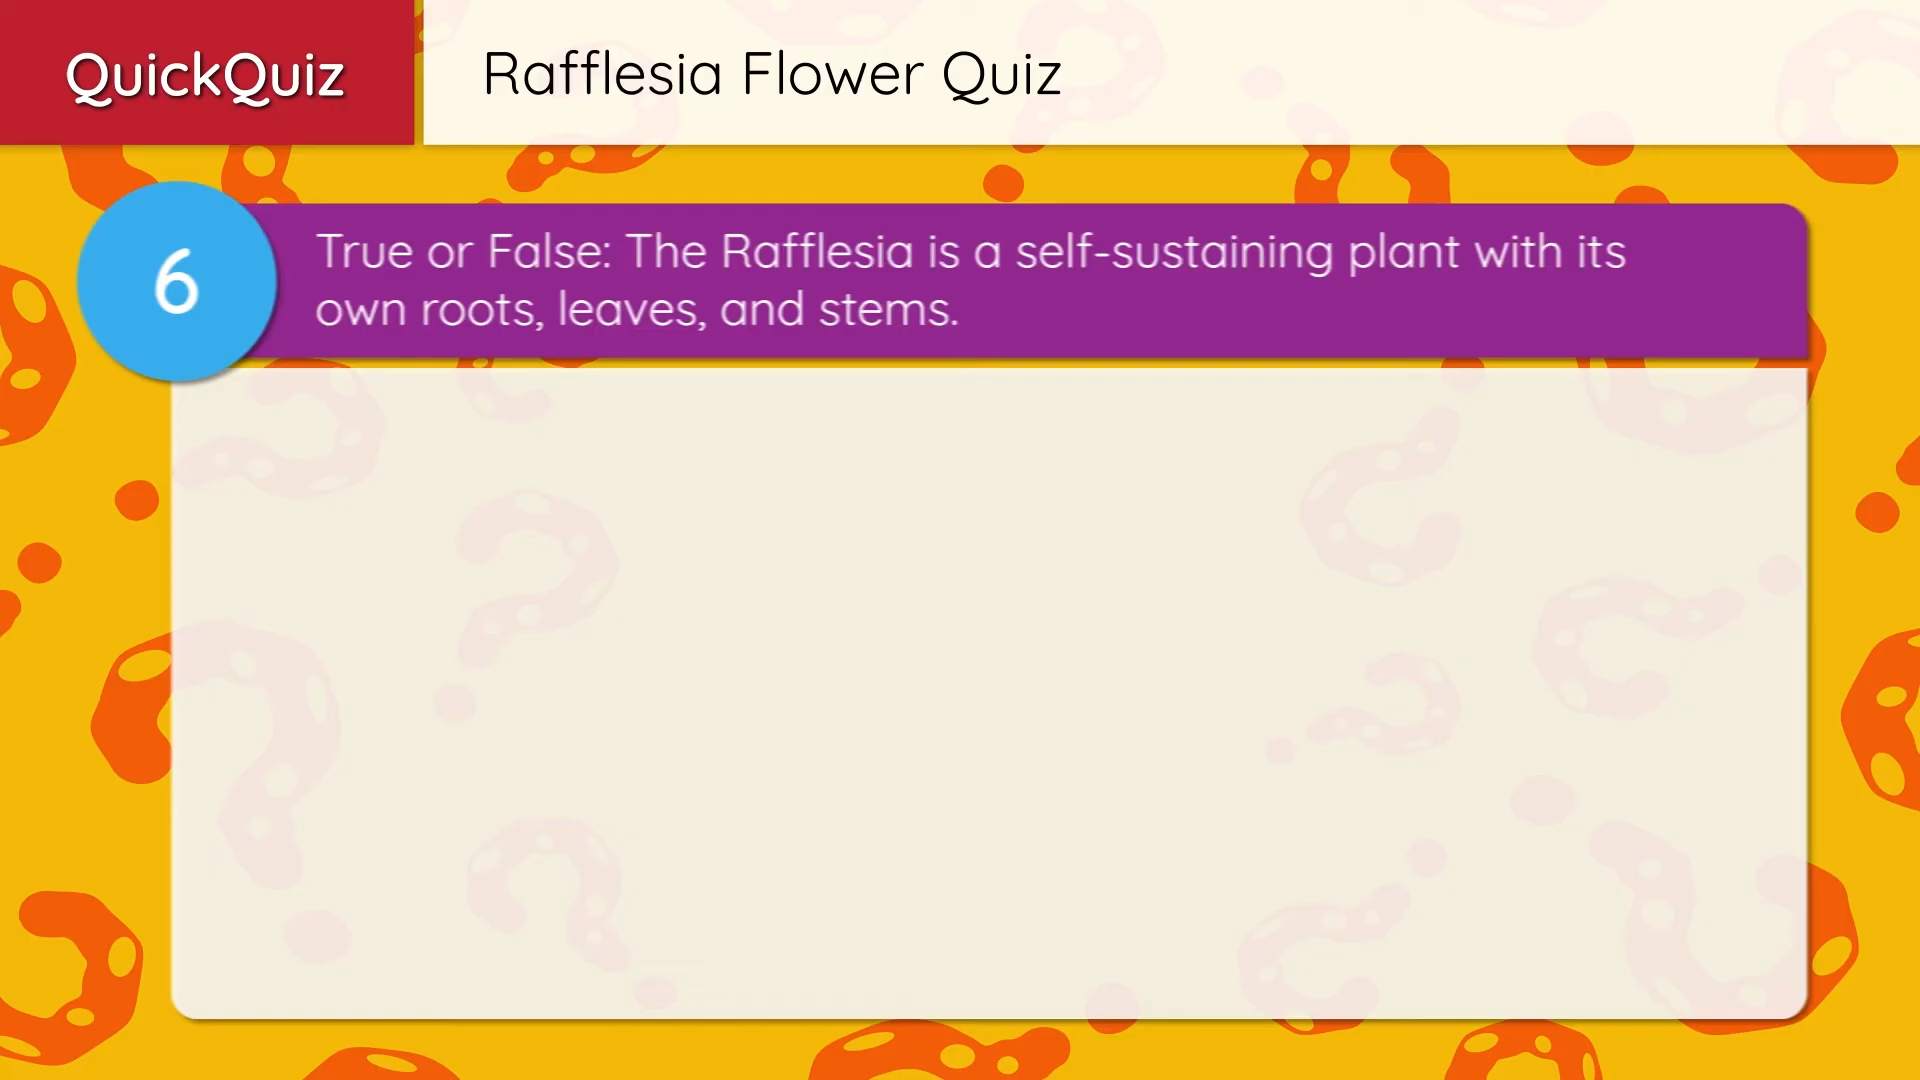 QuickQuiz
Rafflesia Flower Quiz
6
True or False: The Rafflesia is a self-sustaining plant with its
own roots, leaves, and stems.